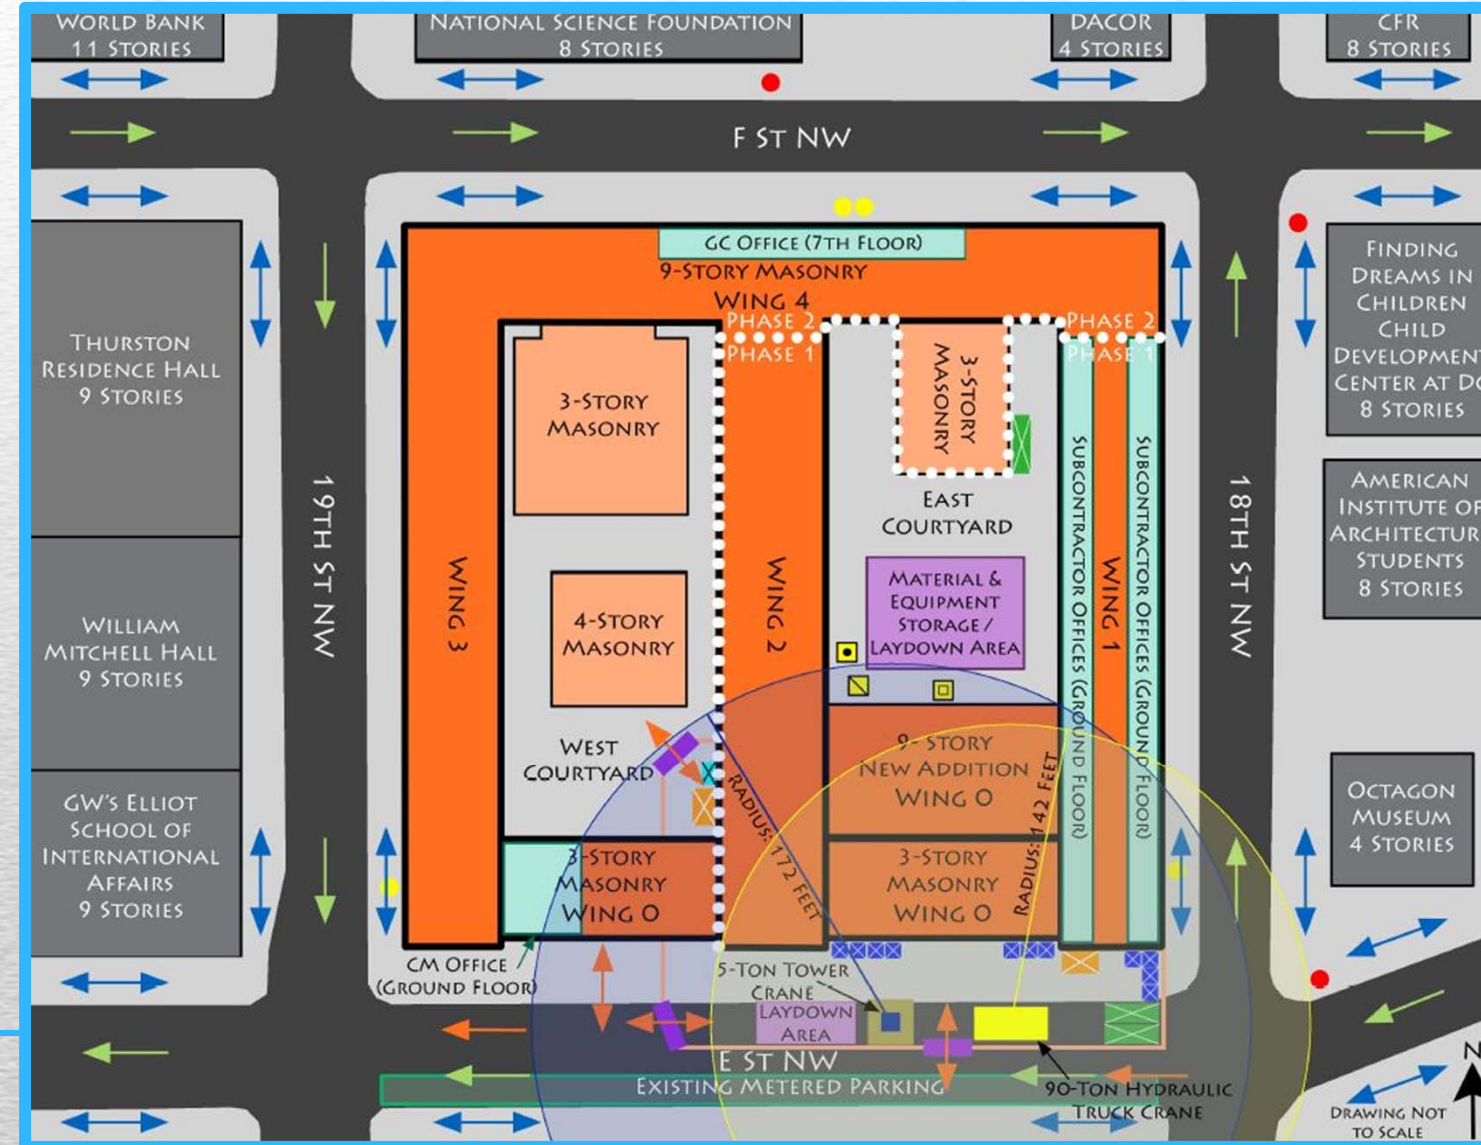 WORLD BANK
11 STORIES
NATIONAL SCIENCE FOUNDATION
8 STORIES
DACOR
4 STORIES
CFR
8 STORIES
F ST NW
GC OFFICE (7TH FLOOR)
9-STORY MASONRY
WING 4
PHASE 2
PHASE 1
PHASE 2
PHASE 1
THURSTON
RESIDENCE HALL
9 STORIES
3-STORY
MASONRY
3-STORY
MASONRY
FINDING
DREAMS IN
CHILDREN
CHILD
DEVELOPMENT
CENTER AT DC
8 STORIES
19TH ST NW
WING 3
WING 2
EAST
COURTYARD
SUBCONTRACTOR OFFICES (GROUND FLOOR)
WING 1
SUBCONTRACTOR OFFICES (GROUND FLOOR)
18TH ST NW
AMERICAN
INSTITUTE OF
ARCHITECTUR
STUDENTS
8 STORIES
MATERIAL &
EQUIPMENT
STORAGE /
LAYDOWN AREA
4-STORY
MASONRY
WILLIAM
MITCHELL HALL
9 STORIES
WEST
COURTYARD
9- STORY
NEW ADDITION
WING O
RADIUS: 172 FEET
RADIUS: 142 FEET
OCTAGON
MUSEUM
4 STORIES
GW'S ELLIOT
SCHOOL OF
INTERNATIONAL
AFFAIRS
9 STORIES
3-STORY
MASONRY
WING O
3-STORY
MASONRY
WING O
CM OFFICE
(GROUND FLOOR)
5-TON TOWER
CRANE
LAYDOWN
AREA
E ST NW
EXISTING METERED PARKING
90-TON HYDRAULIC
TRUCK CRANE
N
DRAWING NOT
TO SCALE